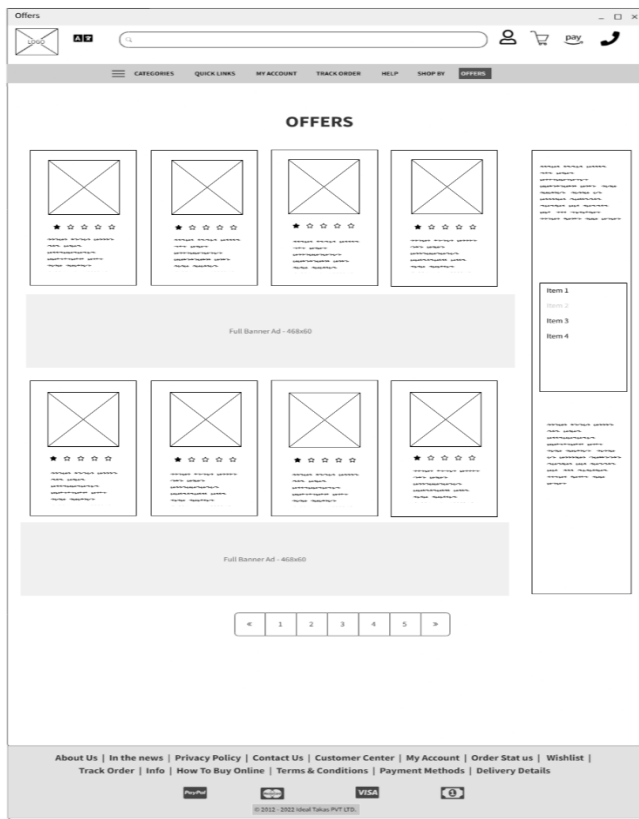 Offers
LOGO
pay
CATEGORIES QUICK LINKS MY ACCOUNT TRACK ORDER HELP SHOP BY OFFERS
OFFERS
Full Banner Ad - 468x60
Item 1
Item 2
Item 3
Item 4
Full Banner Ad - 468x60
« 1 2 3 4 5 »
About Us | In the news | Privacy Policy | Contact Us | Customer Center | My Account | Order Stat us | Wishlist |
Track Order | Info | How To Buy Online | Terms & Conditions | Payment Methods | Delivery Details
PayPal VISA
© 2012 - 2022 Ideal Takas PVT LTD.